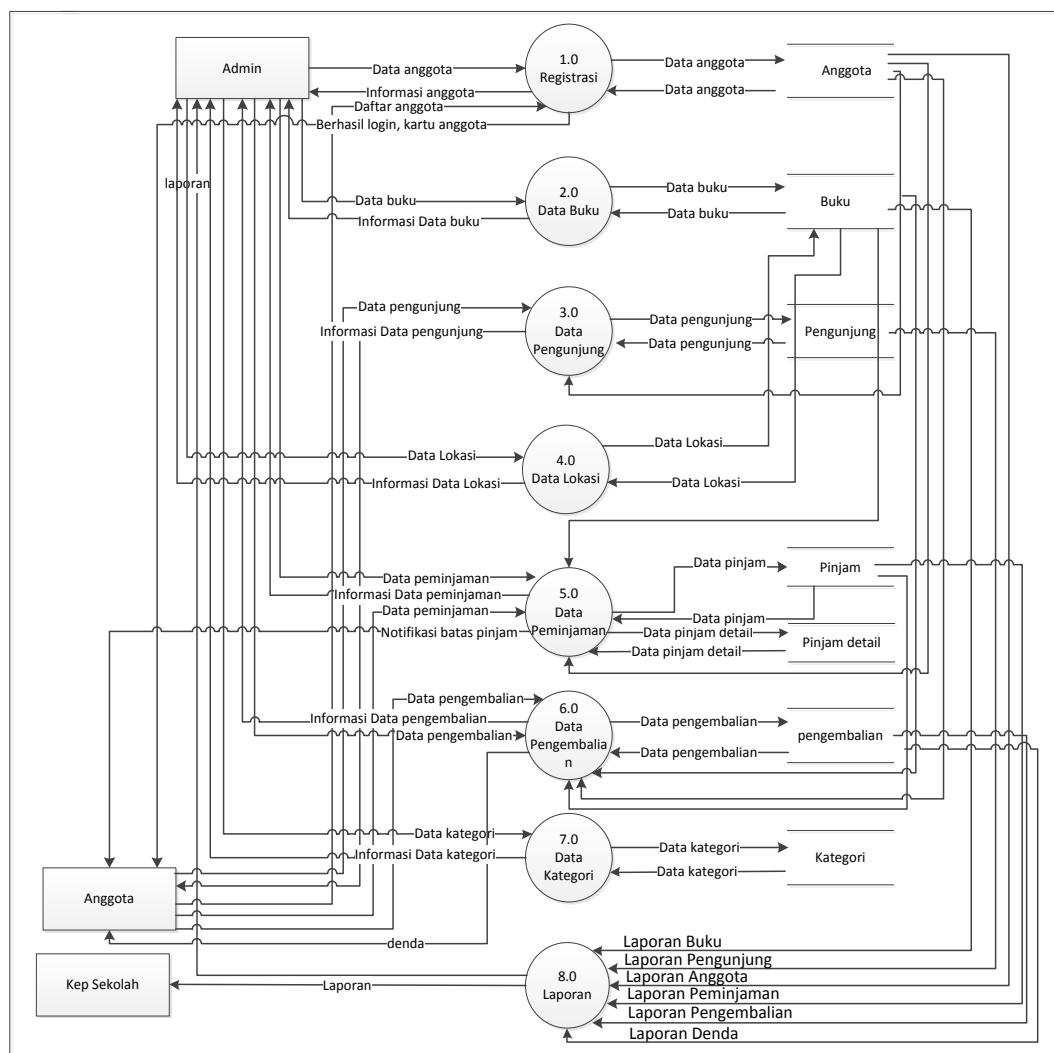 Admin
Data anggota
Informasi anggota
Daftar anggota
Berhasil login, kartu anggota
laporan
1.0
Registrasi
Data anggota
Data anggota
Anggota
Data buku
Informasi Data buku
2.0
Data Buku
Data buku
Data buku
Buku
Data pengunjung
Informasi Data pengunjung
3.0
Data
Pengunjung
Data pengunjung
Data pengunjung
Pengunjung
Data Lokasi
Informasi Data Lokasi
4.0
Data Lokasi
Data Lokasi
Data Lokasi
Data peminjaman
Informasi Data peminjaman
Data peminjaman
Notifikasi batas pinjam
5.0
Data
Peminjaman
Data pinjam
Data pinjam
Data pinjam detail
Data pinjam detail
Pinjam
Pinjam detail
Data pengembalian
Informasi Data pengembalian
Data pengembalian
6.0
Data
Pengembalia
n
Data pengembalian
Data pengembalian
pengembalian
Data kategori
Informasi Data kategori
7.0
Data
Kategori
Data kategori
Data kategori
Kategori
Anggota
denda
Kep Sekolah
Laporan
8.0
Laporan
Laporan Buku
Laporan Pengunjung
Laporan Anggota
Laporan Peminjaman
Laporan Pengembalian
Laporan Denda